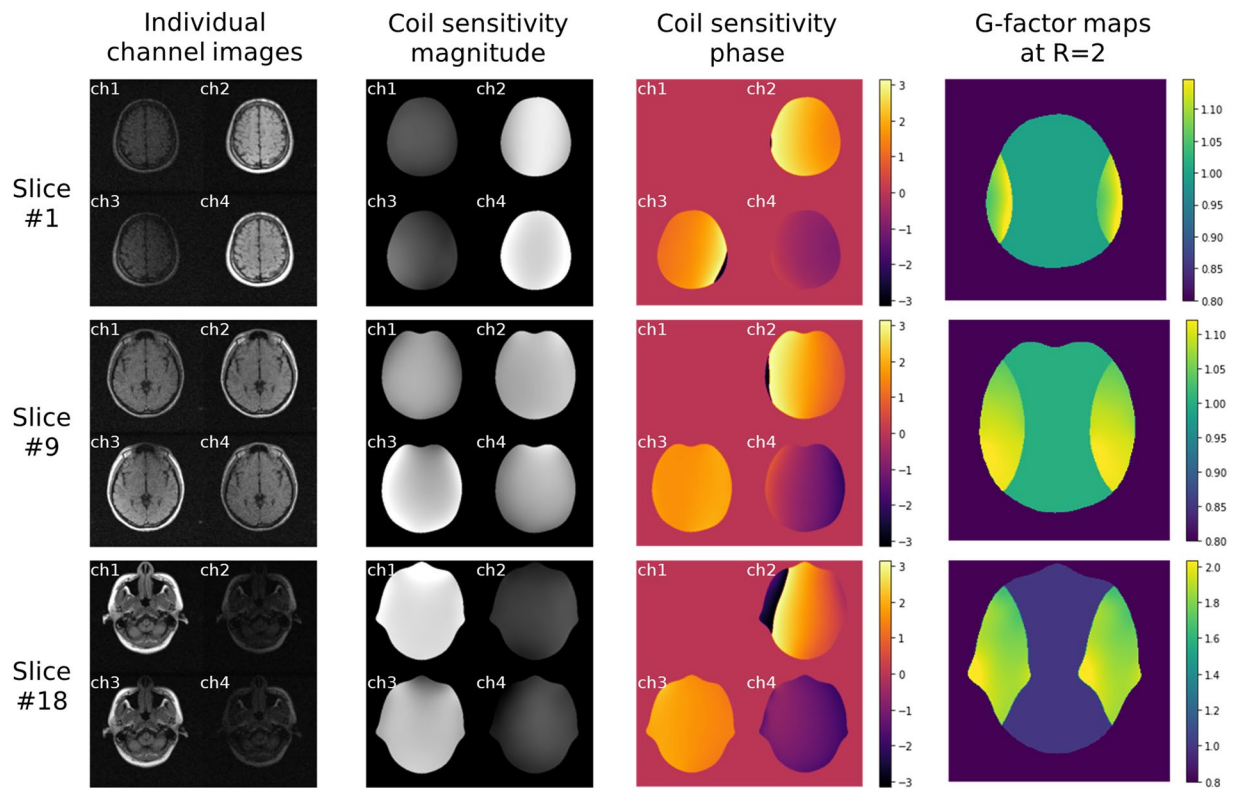 Individual
channel images
Coil sensitivity
magnitude
Coil sensitivity
phase
G-factor maps
at R=2
Slice
#1
ch1
ch2
ch3
ch4
ch1
ch2
ch3
ch4
ch1
ch2
ch3
ch4
3
2
1
0
−1
−2
−3
1.10
1.05
1.00
0.95
0.90
0.85
0.80
Slice
#9
ch1
ch2
ch3
ch4
ch1
ch2
ch3
ch4
ch1
ch2
ch3
ch4
3
2
1
0
−1
−2
−3
1.10
1.05
1.00
0.95
0.90
0.85
0.80
Slice
#18
ch1
ch2
ch3
ch4
ch1
ch2
ch3
ch4
ch1
ch2
ch3
ch4
3
2
1
0
−1
−2
−3
2.0
1.8
1.6
1.4
1.2
1.0
0.8